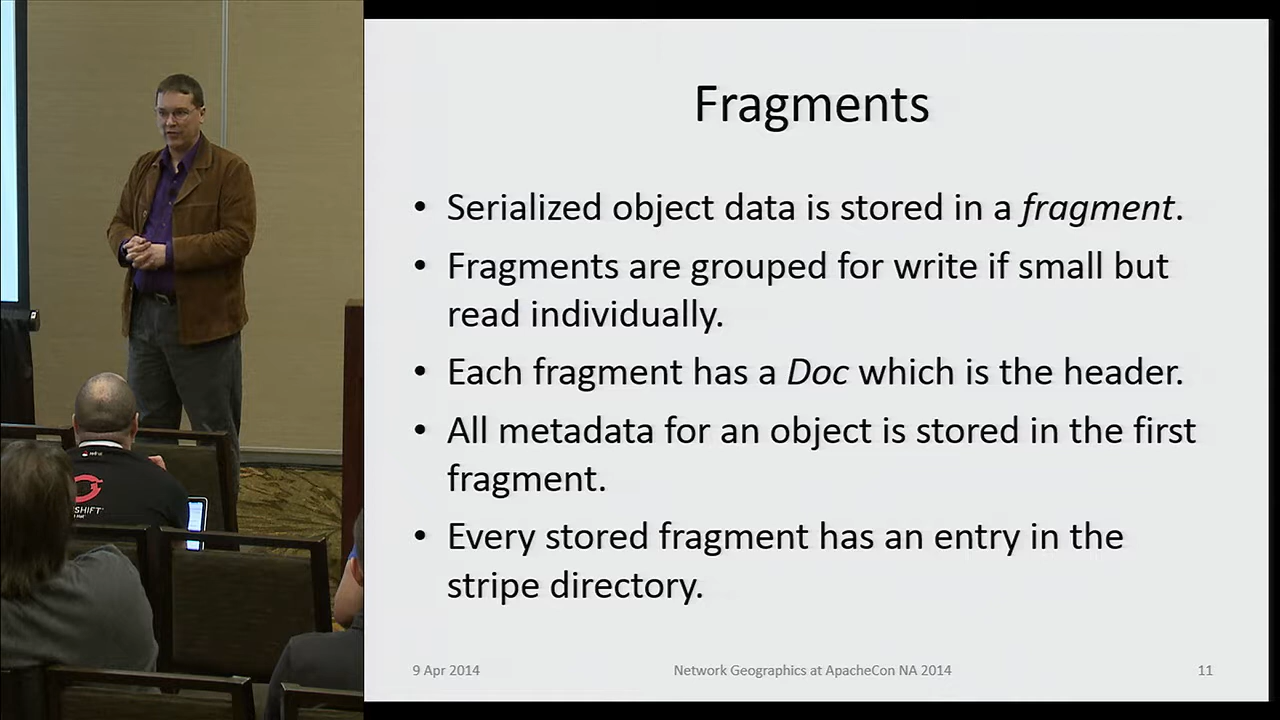 Fragments
• Serialized object data is stored in a fragment.
• Fragments are grouped for write if small but
read individually.
• Each fragment has a Doc which is the header.
• All metadata for an object is stored in the first
fragment.
• Every stored fragment has an entry in the
stripe directory.
9 Apr 2014
Network Geographics at ApacheCon NA 2014
11
SHIFT